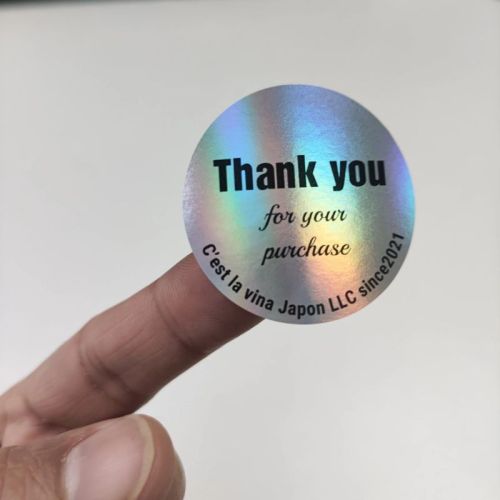 Thank you
for your
purchase
C'est la vina Japon LLC since2021